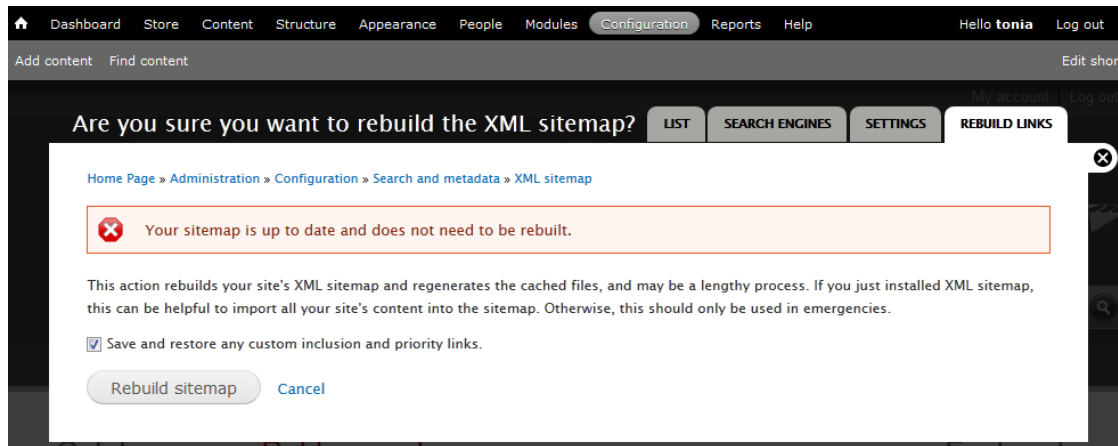 Dashboard Store Content Structure Appearance People Modules Configuration Reports Help Hello tonia Log out
Add content Find content Edit shor
My account Log out
Are you sure you want to rebuild the XML sitemap? LIST SEARCH ENGINES SETTINGS REBUILD LINKS
Home Page » Administration » Configuration » Search and metadata » XML sitemap
Your sitemap is up to date and does not need to be rebuilt.
This action rebuilds your site's XML sitemap and regenerates the cached files, and may be a lengthy process. If you just installed XML sitemap,
this can be helpful to import all your site's content into the sitemap. Otherwise, this should only be used in emergencies.
Save and restore any custom inclusion and priority links.
Rebuild sitemap Cancel